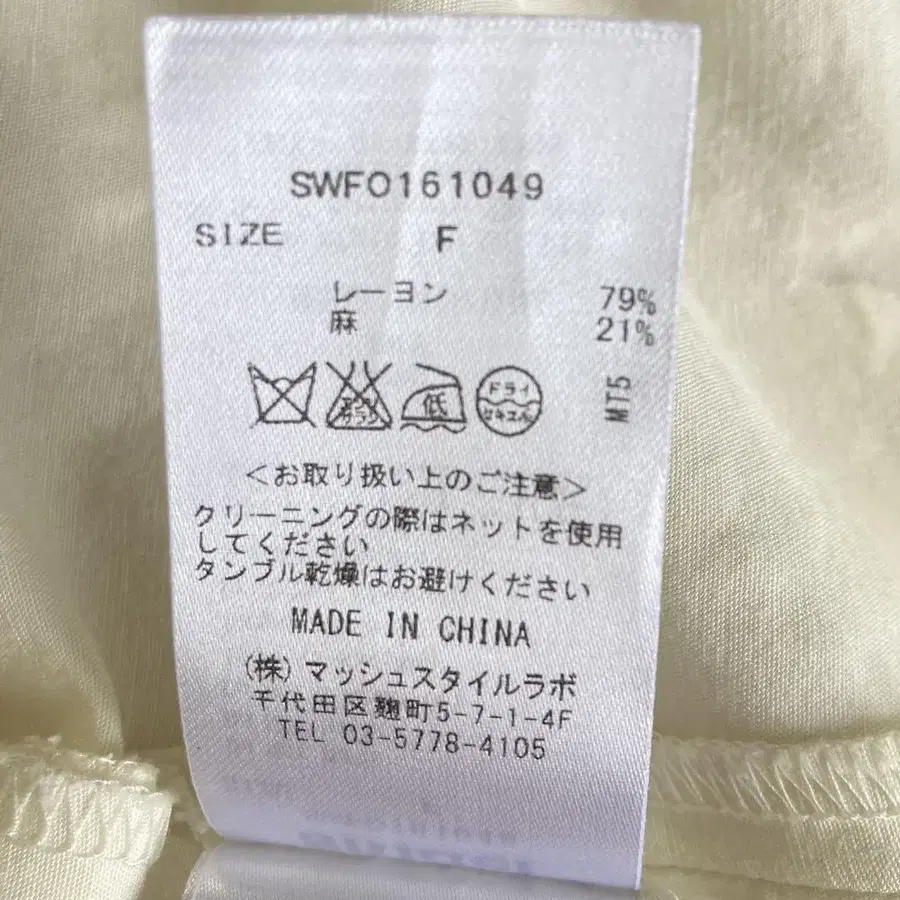 SWFO161049
SIZE F
レーヨン 79%
麻 21%
低
ドライ
セキユ系
MT5
<お取り扱い上のご注意>
クリーニングの際はネットを使用
してください
タンブル乾燥はお避けください
MADE IN CHINA
(株)マッシュスタイルラボ
千代田区麹町5-7-1-4F
TEL 03-5778-4105